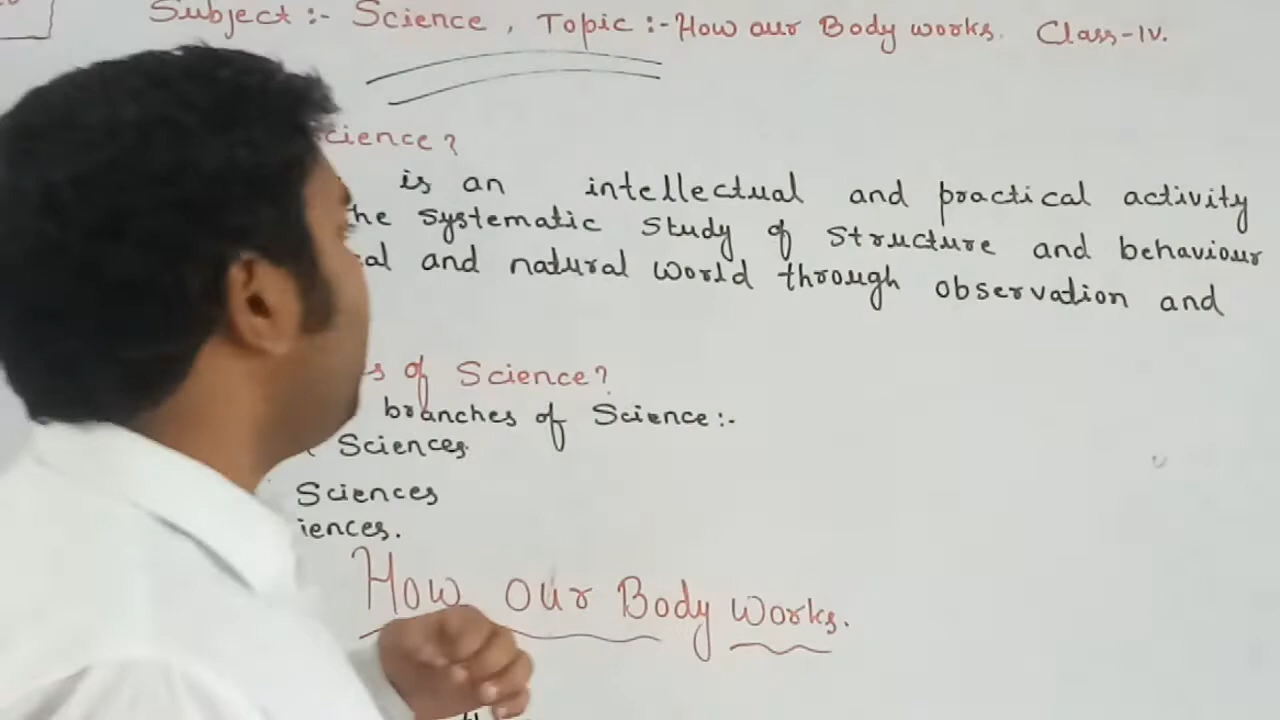 Subject :- Science , Topic :- How our Body works. Class-IV.
cience ?
is an intellectual and practical activity
he systematic study of structure and behaviour
al and natural world through observation and
s of Science?
branches of Science:-
Sciences
Sciences
iences.
How our Body works.